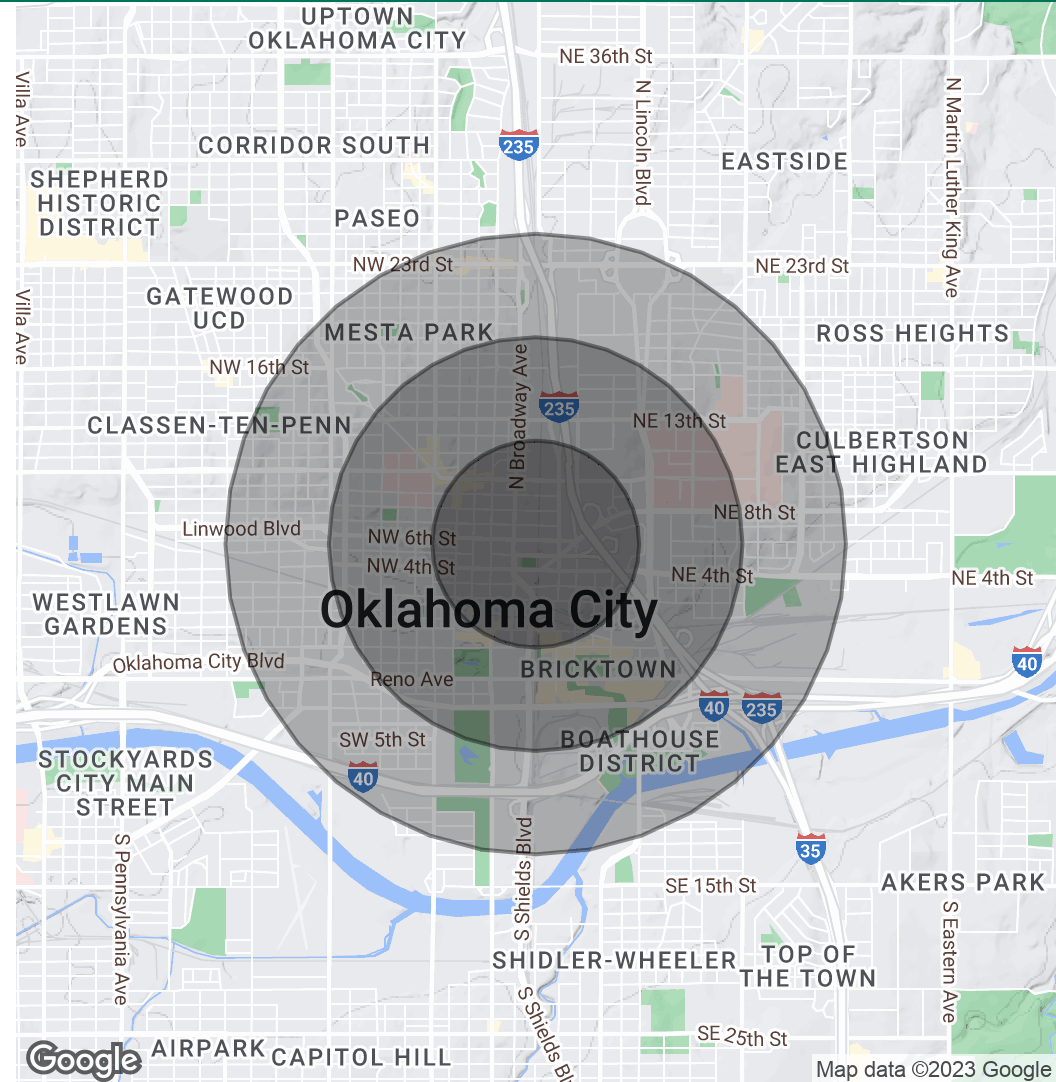 UPTOWN
OKLAHOMA CITY
NE 36th St
Villa Ave
N Lincoln Blvd
N Martin Luther King Ave
CORRIDOR SOUTH
235
EASTSIDE
SHEPHERD
HISTORIC
DISTRICT
PASEO
NW 23rd St
NE 23rd St
GATEWOOD
UCD
Villa Ave
MESTA PARK
ROSS HEIGHTS
N Broadway Ave
NW 16th St
235
CLASSEN-TEN-PENN
NE 13th St
CULBERTSON
EAST HIGHLAND
Linwood Blvd
NE 8th St
NW 6th St
NW 4th St
NE 4th St
NE 4th St
WESTLAWN
GARDENS
Oklahoma City
Oklahoma City Blvd
BRICKTOWN
40
Reno Ave
40
235
SW 5th St
BOATHOUSE
DISTRICT
STOCKYARDS
CITY MAIN
STREET
40
S Pennsylvania Ave
S Shields Blvd
35
SE 15th St
AKERS PARK
S Eastern Ave
SHIDLER-WHEELER
TOP OF
THE TOWN
S Shields Bl
SE 25th St
Google
AIRPARK
CAPITOL HILL
Map data ©2023 Google